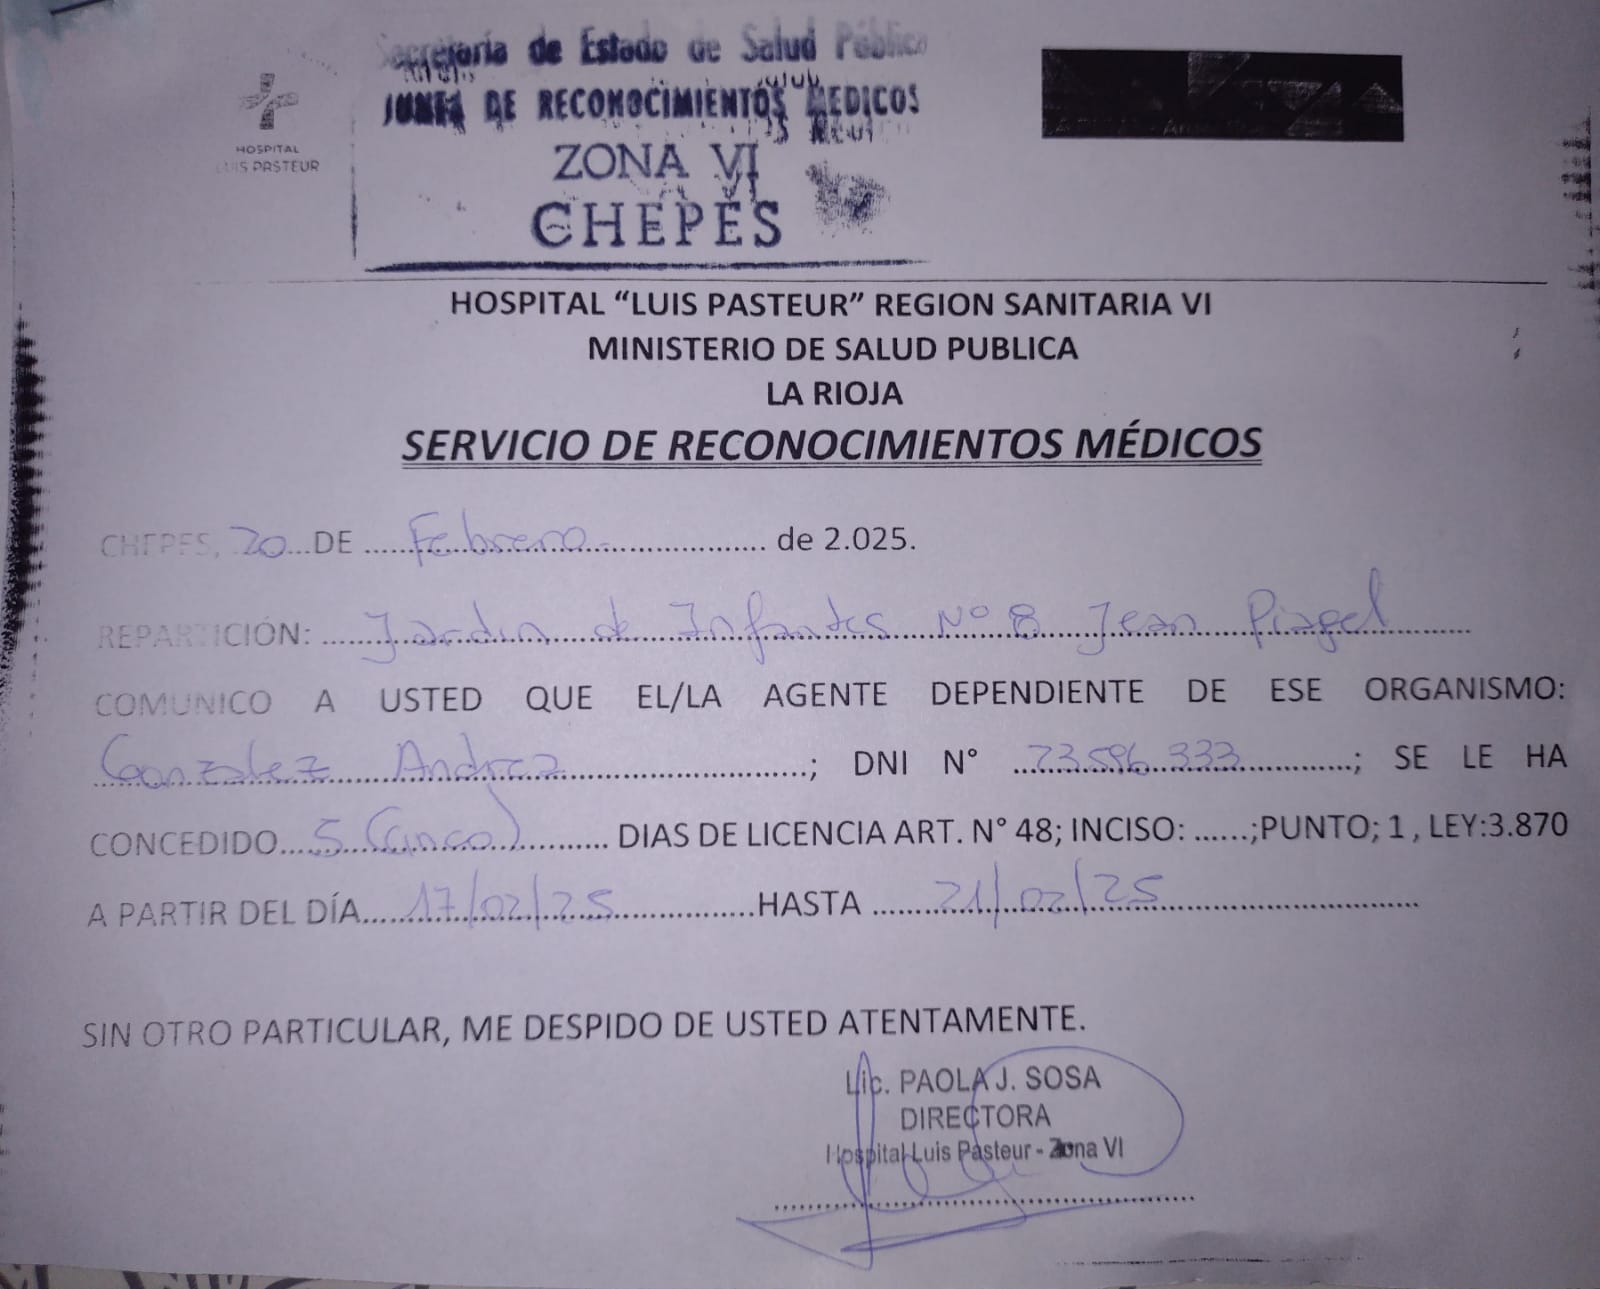 Secretaría de Estado de Salud Pública
JUNTA DE RECONOCIMIENTOS MEDICOS
ZONA VI
CHEPES
HOSPITAL
LUIS PASTEUR
HOSPITAL “LUIS PASTEUR” REGION SANITARIA VI
MINISTERIO DE SALUD PUBLICA
LA RIOJA
SERVICIO DE RECONOCIMIENTOS MÉDICOS
CHEPES, 20...DE ......Febrero...................... de 2.025.
REPARTICIÓN: .....Jardin de Infantes Nº 8 Jean Piaget........
COMUNICO A USTED QUE EL/LA AGENTE DEPENDIENTE DE ESE ORGANISMO:
Gonzalez Andrea........................; DNI N° ..23.596.333............; SE LE HA
CONCEDIDO....5 (cinco)............ DIAS DE LICENCIA ART. N° 48; INCISO: ......;PUNTO; 1 , LEY:3.870
A PARTIR DEL DÍA.....17/02/25................HASTA ........21/02/25...........................
SIN OTRO PARTICULAR, ME DESPIDO DE USTED ATENTAMENTE.
Lic. PAOLA J. SOSA
DIRECTORA
Hospital Luis Pasteur - Zona VI